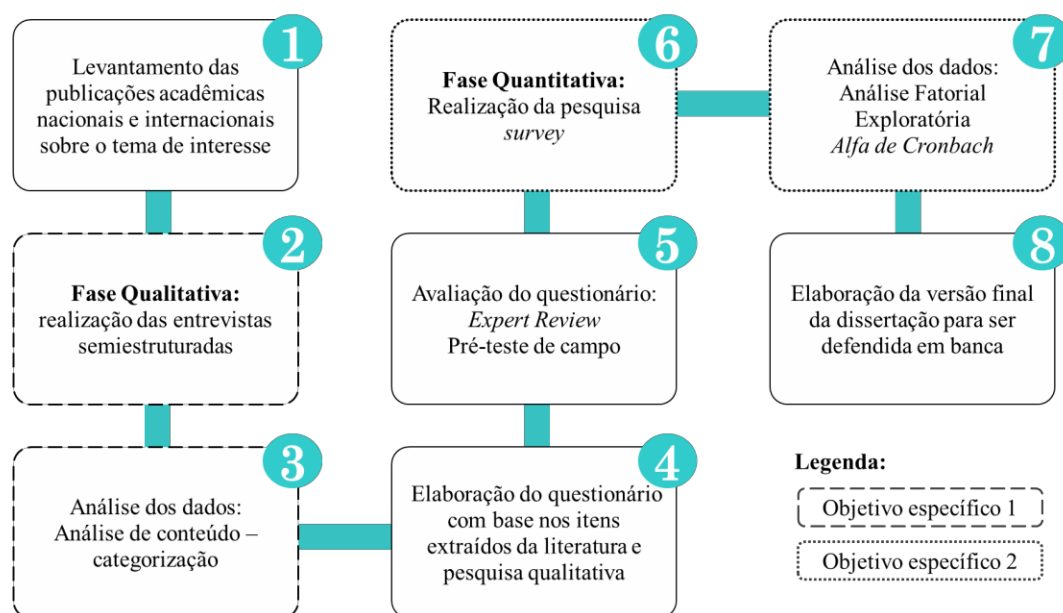 1
Levantamento das
publicações acadêmicas
nacionais e internacionais
sobre o tema de interesse
2
Fase Qualitativa:
realização das entrevistas
semiestruturadas
3
Análise dos dados:
Análise de conteúdo –
categorização
4
Elaboração do questionário
com base nos itens
extraídos da literatura e
pesquisa qualitativa
5
Avaliação do questionário:
Expert Review
Pré-teste de campo
6
Fase Quantitativa:
Realização da pesquisa
survey
7
Análise dos dados:
Análise Fatorial
Exploratória
Alfa de Cronbach
8
Elaboração da versão final
da dissertação para ser
defendida em banca
Legenda:
Objetivo específico 1
Objetivo específico 2